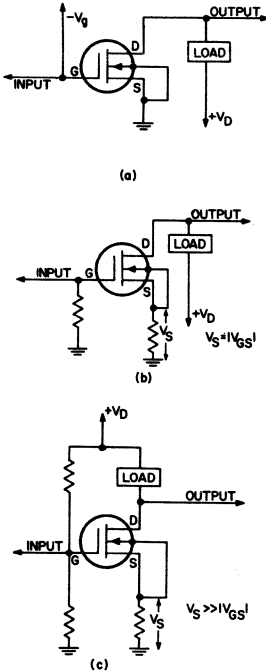 −Vg
OUTPUT
D
LOAD
G
INPUT
S
+VD
(a)
OUTPUT
D
LOAD
INPUT
G
S
+VD
VS
VS≅|VGS|
(b)
+VD
LOAD
OUTPUT
D
INPUT
G
S
VS
VS>>|VGS|
(c)